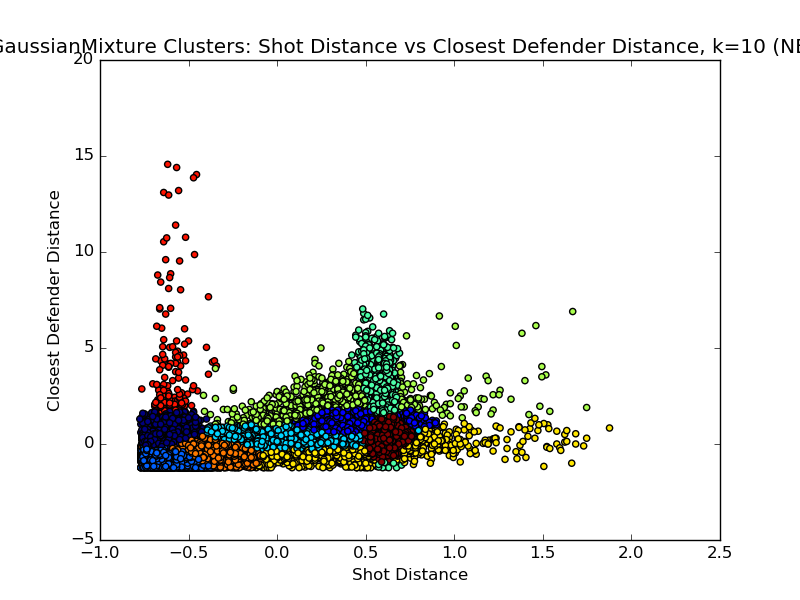 GaussianMixture Clusters: Shot Distance vs Closest Defender Distance, k=10 (NB
20
15
10
5
0
−5
−1.0 −0.5 0.0 0.5 1.0 1.5 2.0 2.5
Closest Defender Distance
Shot Distance